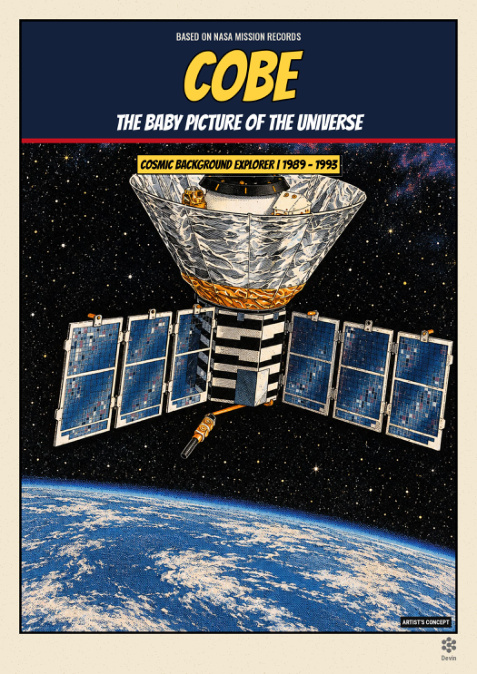 BASED ON NASA MISSION RECORDS
COBE
THE BABY PICTURE OF THE UNIVERSE
COSMIC BACKGROUND EXPLORER | 1989 - 1993
ARTIST'S CONCEPT
Devin